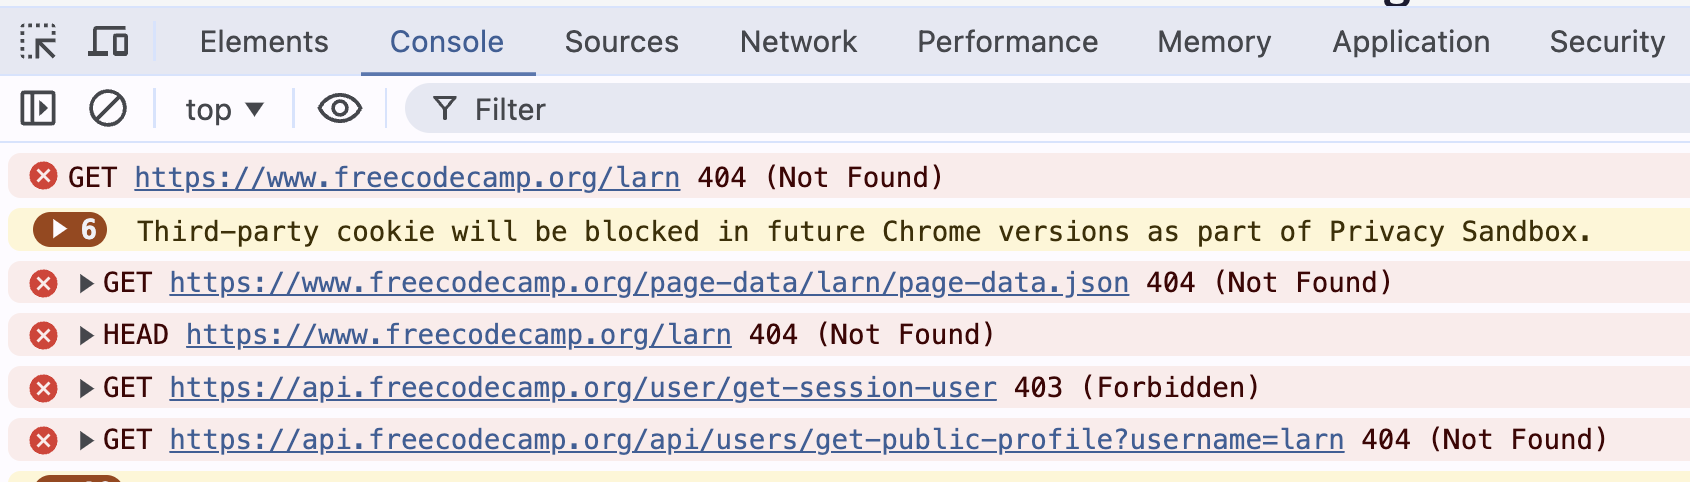 Elements Console Sources Network Performance Memory Application Security
top Filter
GET https://www.freecodecamp.org/larn 404 (Not Found)
6 Third-party cookie will be blocked in future Chrome versions as part of Privacy Sandbox.
GET https://www.freecodecamp.org/page-data/larn/page-data.json 404 (Not Found)
HEAD https://www.freecodecamp.org/larn 404 (Not Found)
GET https://api.freecodecamp.org/user/get-session-user 403 (Forbidden)
GET https://api.freecodecamp.org/api/users/get-public-profile?username=larn 404 (Not Found)